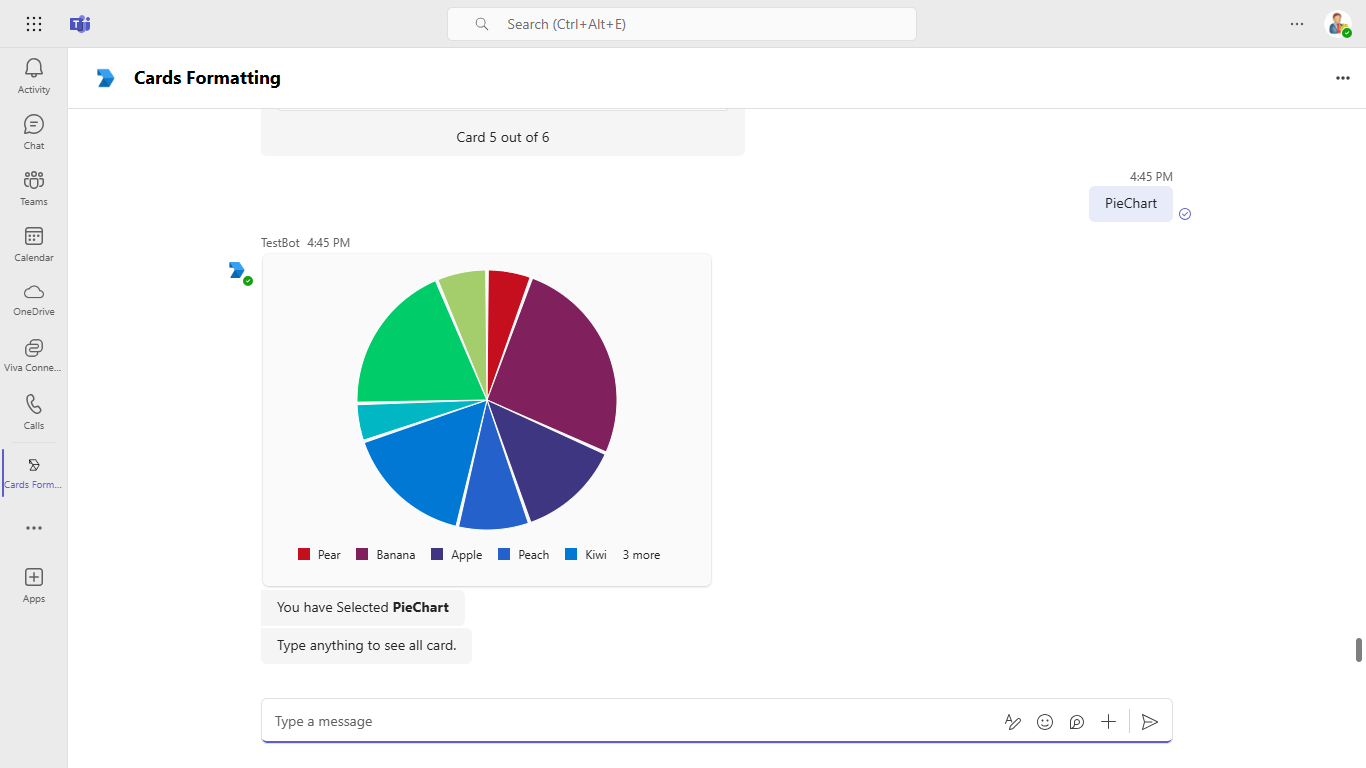 Search (Ctrl+Alt+E)
Cards Formatting
Activity
Chat
Teams
Calendar
OneDrive
Viva Conne...
Calls
Cards Form...
Apps
Card 5 out of 6
4:45 PM
PieChart
TestBot 4:45 PM
Pear Banana Apple Peach Kiwi 3 more
You have Selected PieChart
Type anything to see all card.
Type a message